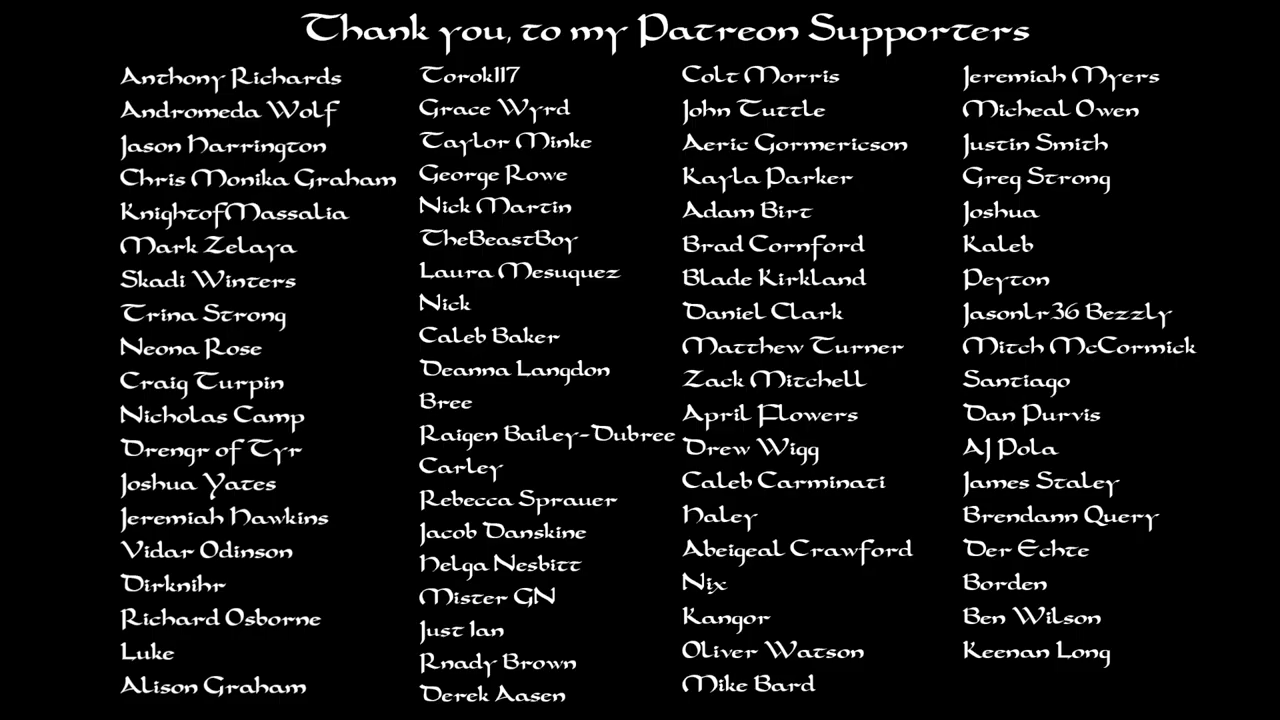 Thank you, to my Patreon Supporters
Anthony Richards
Andromeda Wolf
Jason Harrington
Chris Monika Graham
KnightofMassalia
Mark Zelaya
Skadi Winters
Trina Strong
Neona Rose
Craig Turpin
Nicholas Camp
Drengr of Tyr
Joshua Yates
Jeremiah Hawkins
Vidar Odinson
Dirknihr
Richard Osborne
Luke
Alison Graham
Torok117
Grace Wyrd
Taylor Minke
George Rowe
Nick Martin
TheBeastBoy
Laura Mesuquez
Nick
Caleb Baker
Deanna Langdon
Bree
Raigen Bailey-Dubree
Carley
Rebecca Sprauer
Jacob Danskine
Helga Nesbitt
Mister GN
Just Ian
Rnady Brown
Derek Aasen
Colt Morris
John Tuttle
Aeric Gormericson
Kayla Parker
Adam Birt
Brad Cornford
Blade Kirkland
Daniel Clark
Matthew Turner
Zack Mitchell
April Flowers
Drew Wigg
Caleb Carminati
Haley
Abeigeal Crawford
Nix
Kangor
Oliver Watson
Mike Bard
Jeremiah Myers
Micheal Owen
Justin Smith
Greg Strong
Joshua
Kaleb
Peyton
Jasonlr36 Bezzly
Mitch McCormick
Santiago
Dan Purvis
AJ Pola
James Staley
Brendann Query
Der Echte
Borden
Ben Wilson
Keenan Long